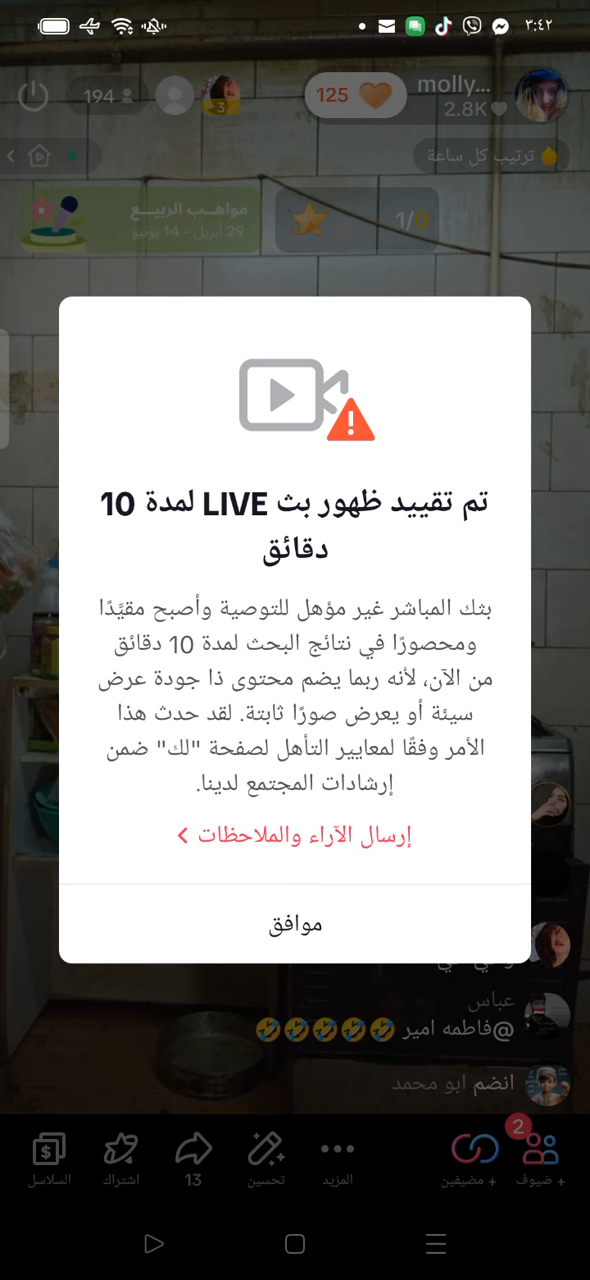 ٣:٤٢
molly...
2.8K
125
3
194
ترتيب كل ساعة
مواهب الربيع
29 أبريل - 14 يونيو
1/0
تم تقييد ظهور بث LIVE لمدة 10
دقائق
بثك المباشر غير مؤهل للتوصية وأصبح مقيَّدًا
ومحصورًا في نتائج البحث لمدة 10 دقائق
من الآن، لأنه ربما يضم محتوى ذا جودة عرض
سيئة أو يعرض صورًا ثابتة. لقد حدث هذا
الأمر وفقًا لمعايير التأهل لصفحة "لك" ضمن
إرشادات المجتمع لدينا.
إرسال الآراء والملاحظات
موافق
عباس
@فاطمه امير 🤣🤣🤣🤣🤣
انضم ابو محمد
2
+ ضيوف
+ مضيفين
المزيد
تحسين
13
اشتراك
السلاسل